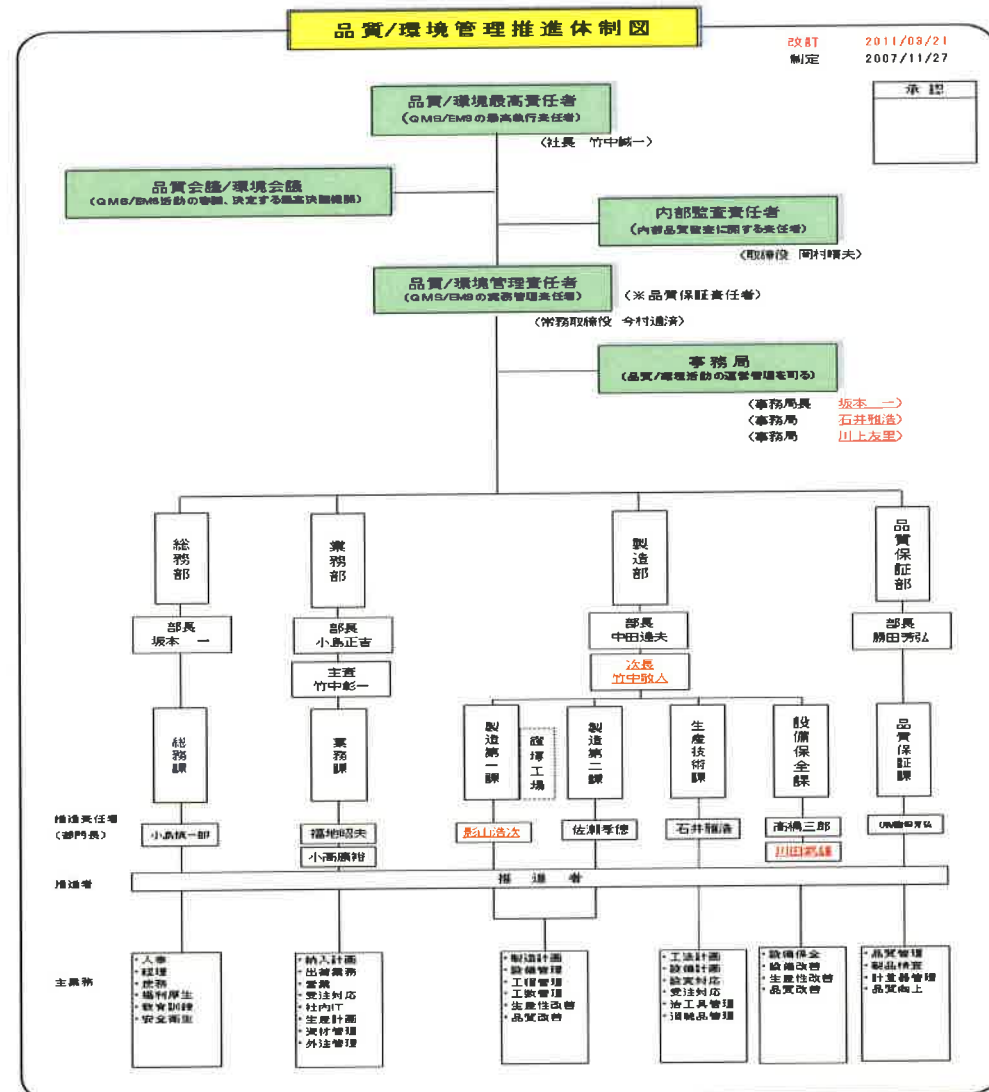 品質/環境管理推進体制図
改訂 2011/03/21
制定 2007/11/27
承認
品質/環境最高責任者
(QMS/EMSの最高執行責任者)
(社長 竹中誠一)
品質会議/環境会議
(QMS/EMS活動の審議、決定する最高決議機関)
内部監査責任者
(内部品質監査に関する責任者)
(取締役 岡村晴夫)
品質/環境管理責任者
(QMS/EMSの実務管理責任者)
(※品質保証責任者)
(常務取締役 今村道済)
事務局
(品質/環境活動の運営管理を司る)
(事務局長 坂本 一)
(事務局 石井雅浩)
(事務局 川上友里)
総務部
業務部
製造部
品質保証部
部長
坂本 一
部長
小島正吉
部長
中田達夫
部長
勝田芳弘
主査
竹中彰一
次長
竹中敬人
総務課
業務課
製造第一課
工場
製造第二課
生産技術課
設備保全課
品質保証課
推進責任者
(部門長)
小島慎一郎
福地昭夫
影山浩次
佐瀬孝徳
石井雅浩
高橋三郎
小高廣裕
川田
推進者
推進者
主業務
・人事
・経理
・庶務
・福利厚生
・教育訓練
・安全衛生
・納入計画
・出荷業務
・営業
・受注対応
・社内IT
・生産計画
・資材管理
・外注管理
・製造計画
・設備管理
・工程管理
・工数管理
・生産性改善
・品質改善
・工法計画
・設備計画
・設変対応
・受注対応
・治工具管理
・消耗品管理
・設備保全
・設備改善
・生産性改善
・品質改善
・品質管理
・製品検査
・計量器管理
・品質向上